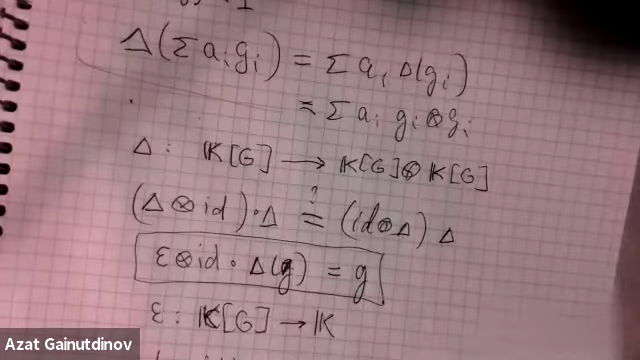 Δ(Σ aᵢgᵢ) = Σ aᵢ Δ(gᵢ)
= Σ aᵢ gᵢ⊗gᵢ
Δ : 𝕂[G] → 𝕂[G]⊗𝕂[G]
(Δ⊗id)∘Δ ?= (id⊗Δ) Δ
ε⊗id ∘ Δ(g) = g
ε : 𝕂[G] → 𝕂
Azat Gainutdinov